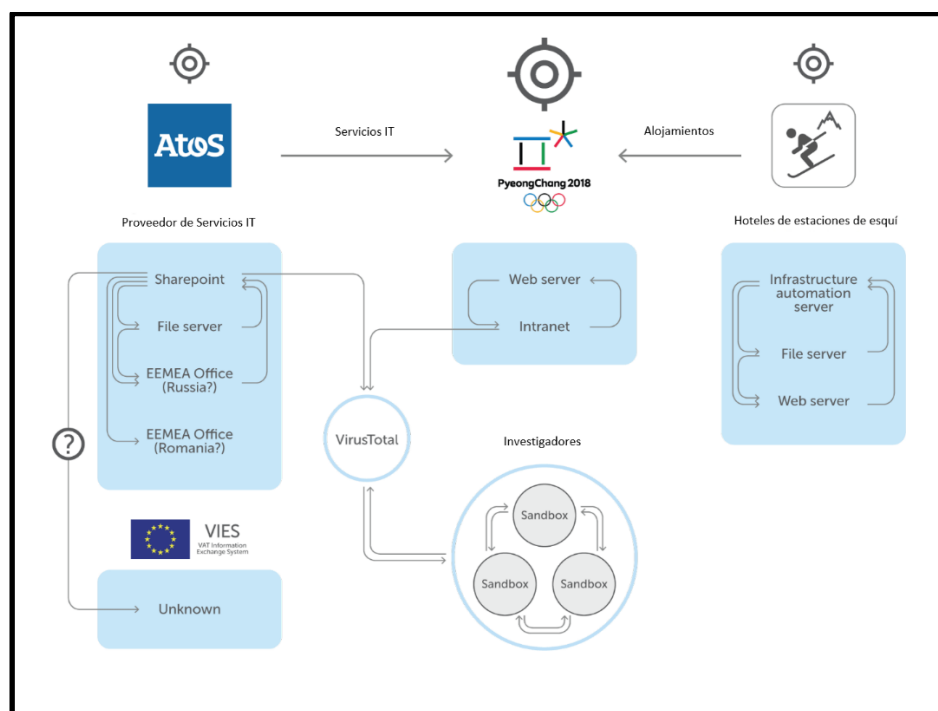 Servicios IT
Alojamientos
Atos
PyeongChang 2018
Proveedor de Servicios IT
Hoteles de estaciones de esquí
Sharepoint
File server
EEMEA Office
(Russia?)
EEMEA Office
(Romania?)
Web server
Intranet
Infrastructure
automation
server
File server
Web server
?
VirusTotal
Investigadores
Sandbox
Sandbox
Sandbox
VIES
VAT Information
Exchange System
Unknown